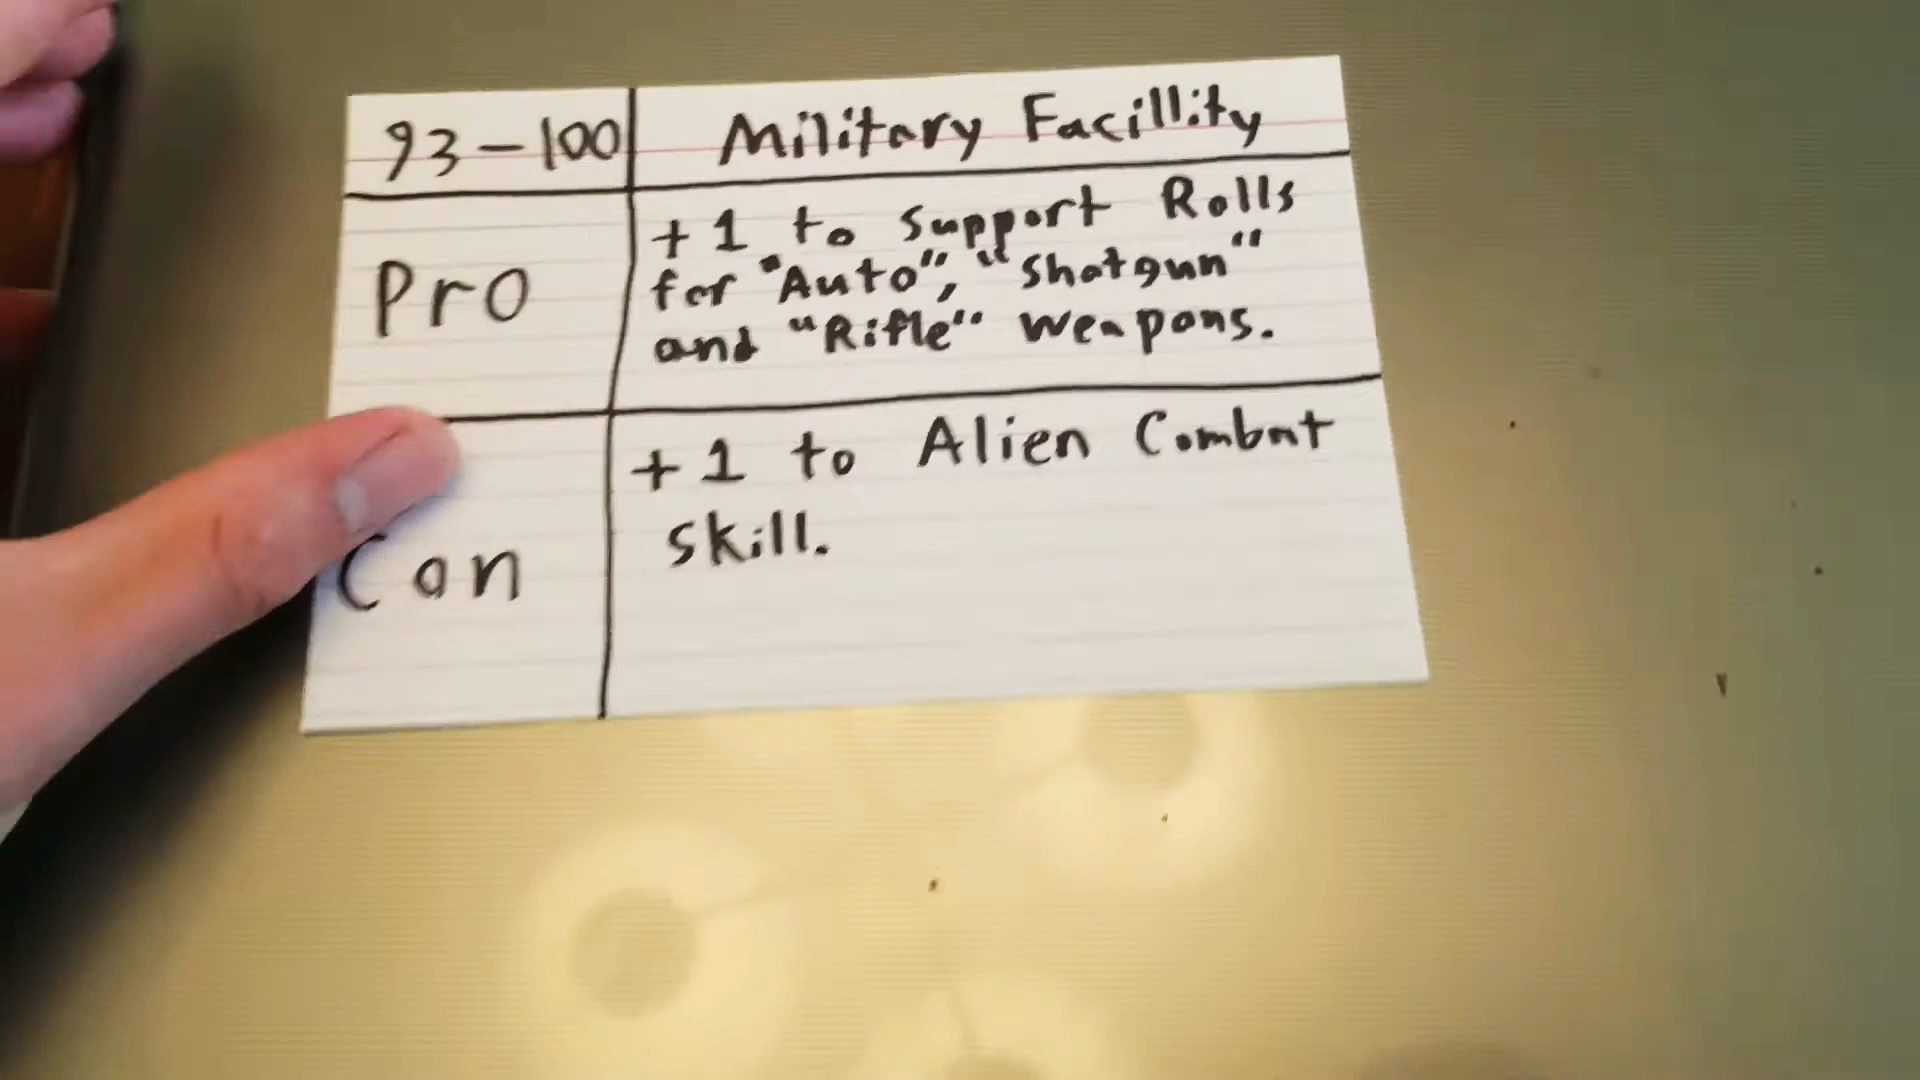 93-100 Military Facillity
Pro
+1 to Support Rolls
for "Auto", "Shotgun"
and "Rifle" weapons.
Con
+1 to Alien Combat
skill.